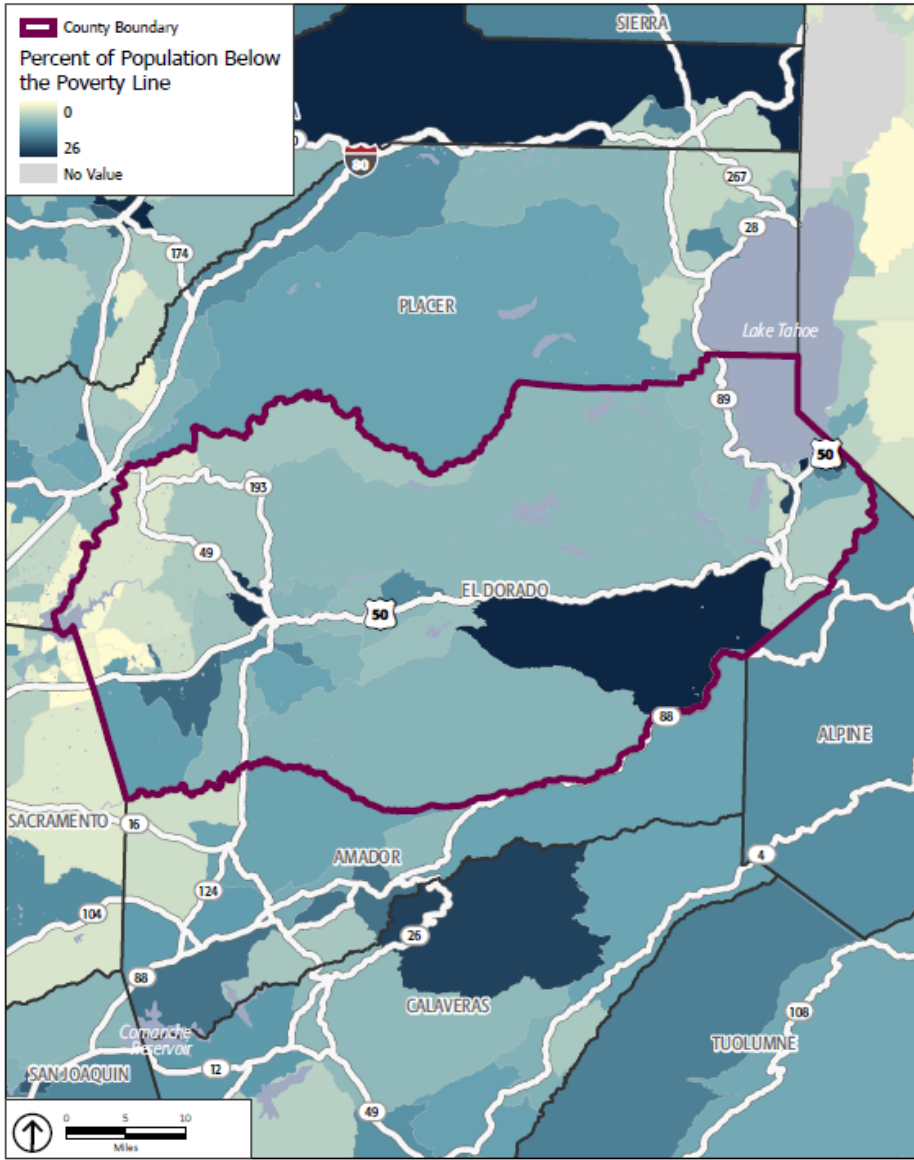 County Boundary
Percent of Population Below
the Poverty Line
0
26
No Value
SIERRA
80
267
28
174
PLACER
Lake Tahoe
89
50
193
49
EL DORADO
50
88
ALPINE
SACRAMENTO
16
AMADOR
4
124
104
26
88
CALAVERAS
108
Comanche
Reservoir
TUOLUMNE
SAN JOAQUIN
12
49
0 5 10
Miles